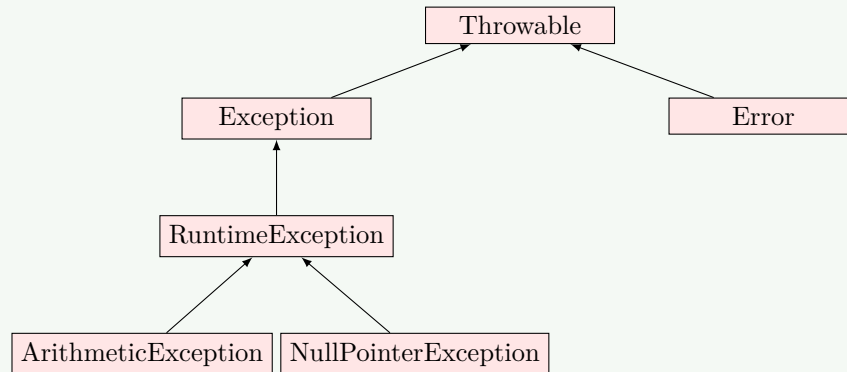 Throwable
Exception
Error
RuntimeException
ArithmeticException
NullPointerException